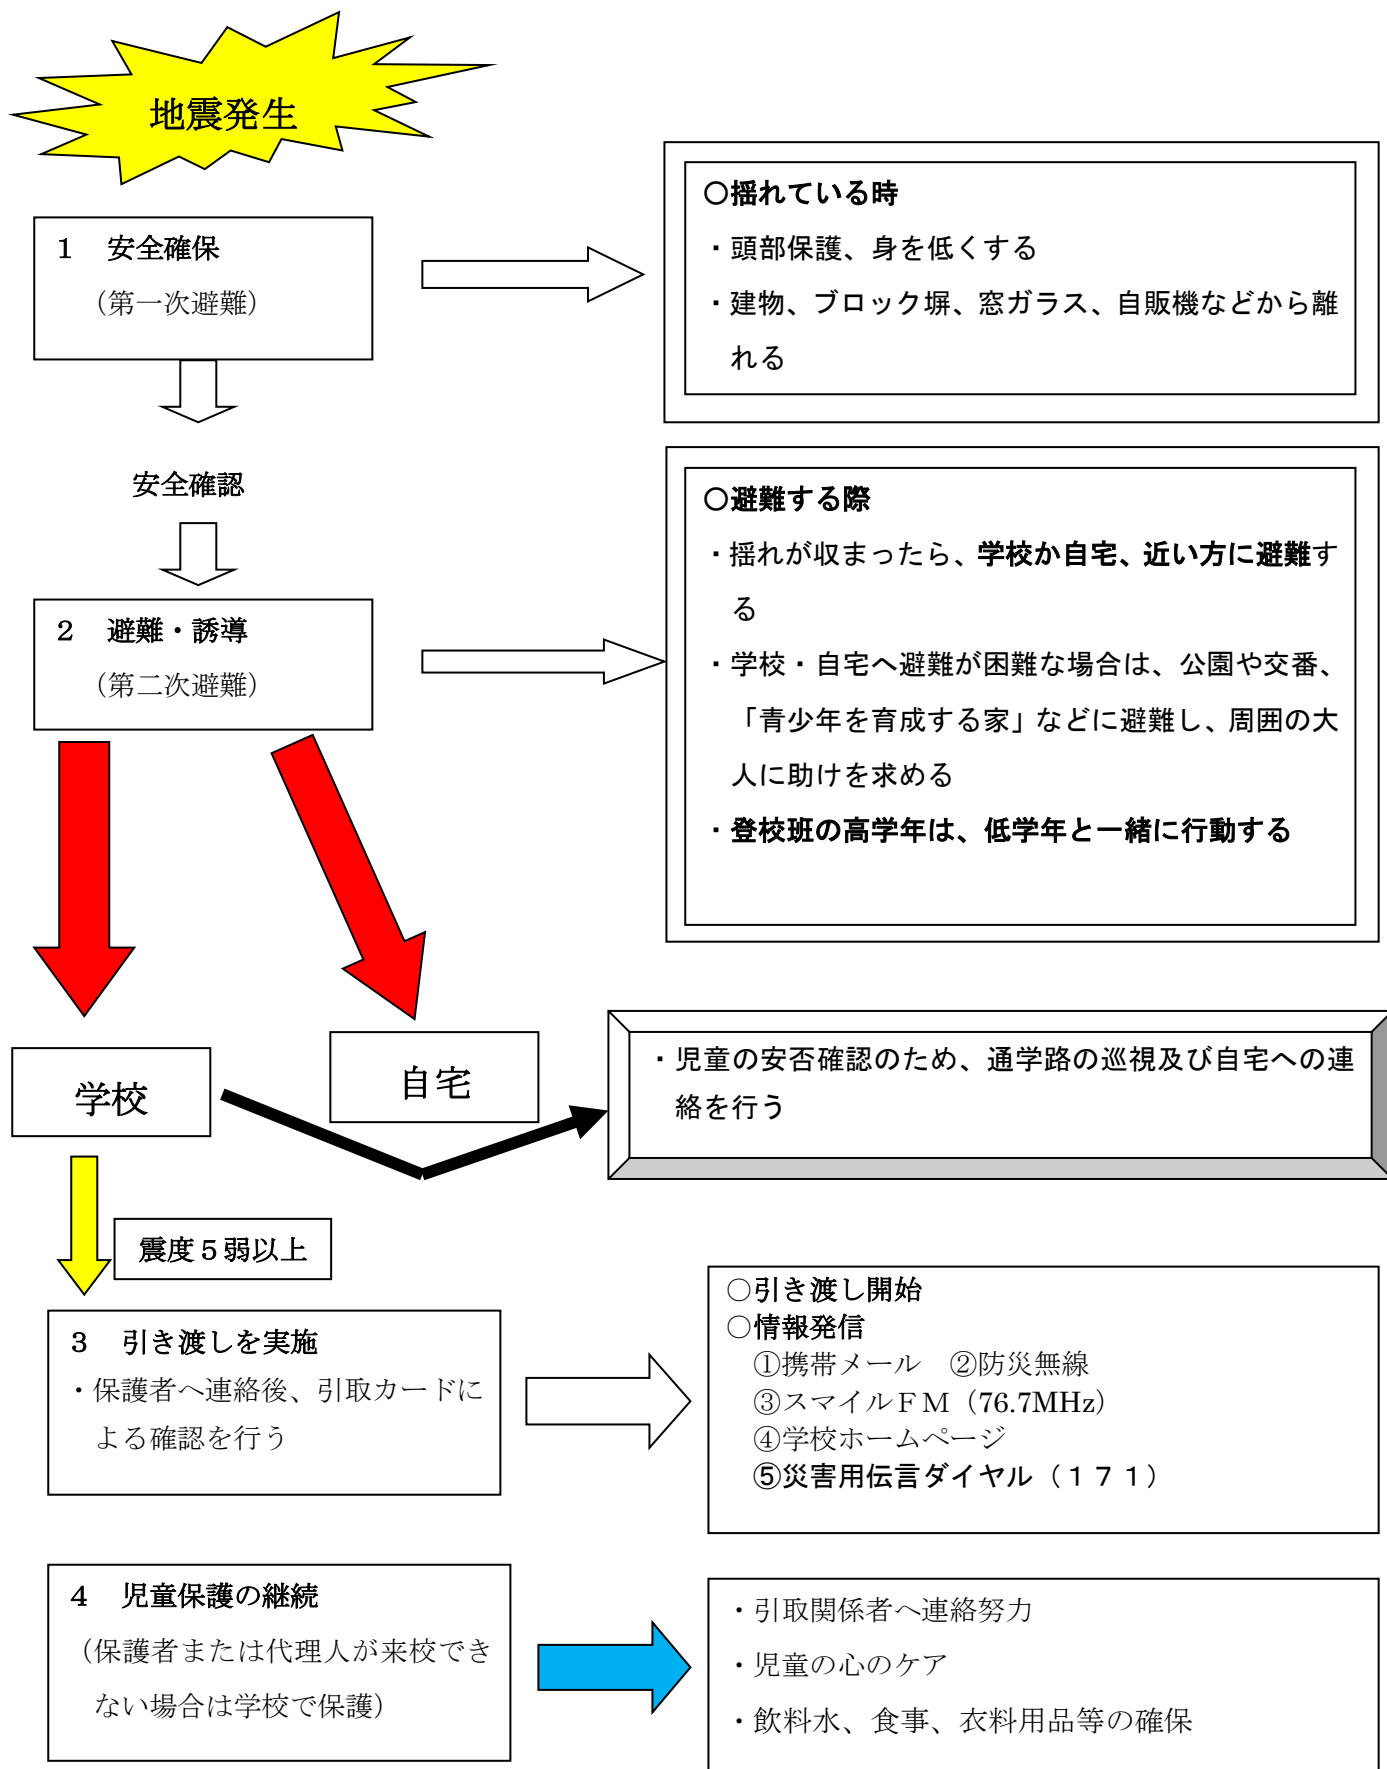 地震発生
１　安全確保
（第一次避難）
○揺れている時
・頭部保護、身を低くする
・建物、ブロック塀、窓ガラス、自販機などから離
れる
安全確認
２　避難・誘導
（第二次避難）
○避難する際
・揺れが収まったら、学校か自宅、近い方に避難す
る
・学校・自宅へ避難が困難な場合は、公園や交番、
「青少年を育成する家」などに避難し、周囲の大
人に助けを求める
・登校班の高学年は、低学年と一緒に行動する
学校
自宅
・児童の安否確認のため、通学路の巡視及び自宅への連
絡を行う
震度５弱以上
３　引き渡しを実施
・保護者へ連絡後、引取カードに
よる確認を行う
○引き渡し開始
○情報発信
①携帯メール　②防災無線
③スマイルＦＭ（76.7MHz）
④学校ホームページ
⑤災害用伝言ダイヤル（１７１）
４　児童保護の継続
（保護者または代理人が来校でき
ない場合は学校で保護）
・引取関係者へ連絡努力
・児童の心のケア
・飲料水、食事、衣料用品等の確保